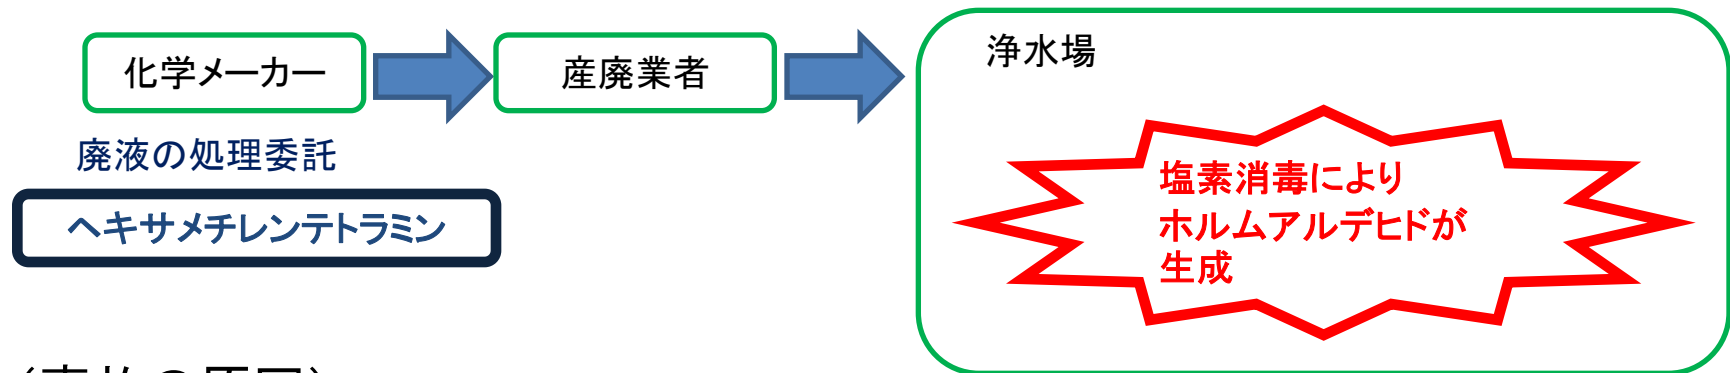 化学メーカー
産廃業者
浄水場
廃液の処理委託
ヘキサメチレンテトラミン
塩素消毒により
ホルムアルデヒドが
生成